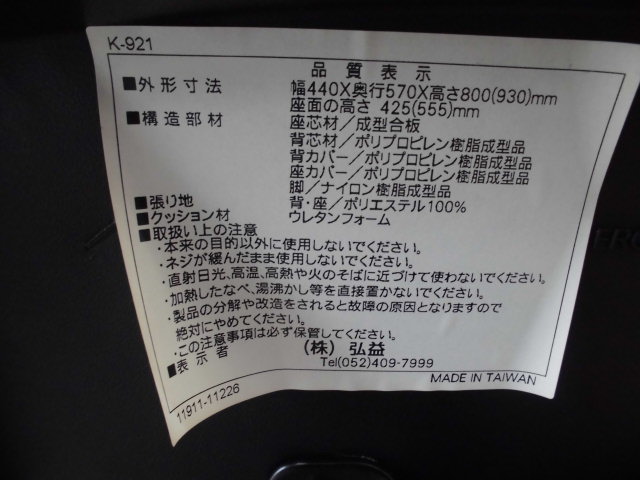 K-921
品質表示
■外形寸法 幅440X奥行570X高さ800(930)mm
座面の高さ 425(555)mm
■構造部材 座芯材/成型合板
背芯材/ポリプロピレン樹脂成型品
背カバー/ポリプロピレン樹脂成型品
座カバー/ポリプロピレン樹脂成型品
脚/ナイロン樹脂成型品
■張り地 背・座/ポリエステル100%
■クッション材 ウレタンフォーム
■取扱い上の注意
・本来の目的以外に使用しないでください。
・ネジが緩んだまま使用しないでください。
・直射日光、高温、高熱や火のそばに近づけて使わないでください。
・加熱したなべ、湯沸かし等を直接置かないでください。
・製品の分解や改造をされると故障の原因となりますので
絶対にやめてください。
・この注意事項は必ず保管してください。
■表示者 (株) 弘益
Tel(052)409-7999
MADE IN TAIWAN
11911-11226